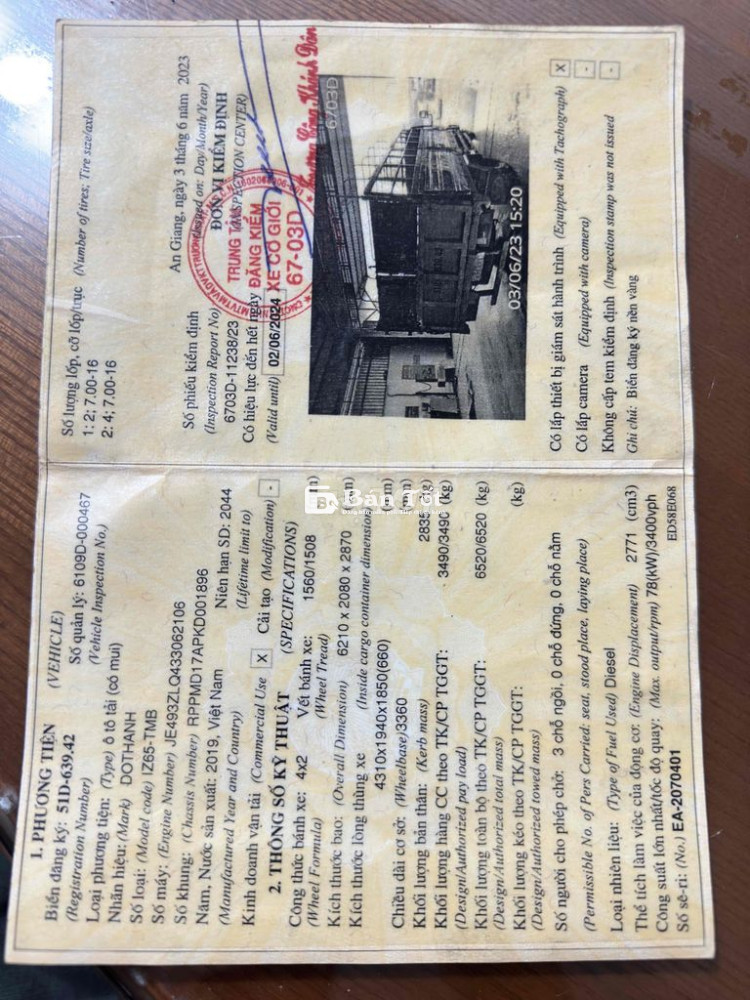 1. PHƯƠNG TIỆN (VEHICLE)
Biển đăng ký: 51D-639.42 Số quản lý: 6109D-000467
(Registration Number) (Vehicle Inspection No.)
Loại phương tiện: (Type) ô tô tải (có mui)
Nhãn hiệu: (Mark) DOTHANH
Số loại: (Model code) IZ65-TMB
Số máy: (Engine Number) JE493ZLQ433062106
Số khung: (Chassis Number) RPPMD17APKD001896
Năm, Nước sản xuất: 2019, Việt Nam Niên hạn SD: 2044
(Manufactured Year and Country) (Lifetime limit to)
Kinh doanh vận tải (Commercial Use) X Cải tạo (Modification) -
2. THÔNG SỐ KỸ THUẬT (SPECIFICATIONS)
Công thức bánh xe: 4x2 Vết bánh xe: 1560/1508
(Wheel Formula) (Wheel Tread)
Kích thước bao: (Overall Dimension) 6210 x 2080 x 2870 (mm)
Kích thước lòng thùng xe (Inside cargo container dimension) (mm)
4310x1940x1850(660)
Chiều dài cơ sở: (Wheelbase) 3360 (mm)
Khối lượng bản thân: (Kerb mass) 2835 (kg)
Khối lượng hàng CC theo TK/CP TGGT: 3490/3490 (kg)
(Design/Authorized pay load)
Khối lượng toàn bộ theo TK/CP TGGT: 6520/6520 (kg)
(Design/Authorized total mass)
Khối lượng kéo theo TK/CP TGGT: (kg)
(Design/Authorized towed mass)
Số người cho phép chở: 3 chỗ ngồi, 0 chỗ đứng, 0 chỗ nằm
(Permissible No. of Pers Carried: seat, stood place, laying place)
Loại nhiên liệu: (Type of Fuel Used) Diesel
Thể tích làm việc của động cơ: (Engine Displacement) 2771 (cm3)
Công suất lớn nhất/tốc độ quay: (Max. output/rpm) 78(kW)/3400vph
Số sê-ri: (No.) EA-2070401 ED58E068
Bán Tốt
Số lượng lốp, cỡ lốp/trục (Number of tires; Tire size/axle)
1: 2; 7.00-16
2: 4; 7.00-16
An Giang, ngày 3 tháng 6 năm 2023
Số phiếu kiểm định (Issued on: Day/Month/Year)
(Inspection Report No) ĐƠN VỊ KIỂM ĐỊNH
6703D-11238/23 (INSPECTION CENTER)
Có hiệu lực đến hết ngày
(Valid until) 02/06/2024
TRUNG TÂM
ĐĂNG KIỂM
XE CƠ GIỚI
67-03D
6703D
03/06/23 15:20
Có lắp thiết bị giám sát hành trình (Equipped with Tachograph) X
Có lắp camera (Equipped with camera) -
Không cấp tem kiểm định (Inspection stamp was not issued -
Ghi chú: Biển đăng ký nền vàng